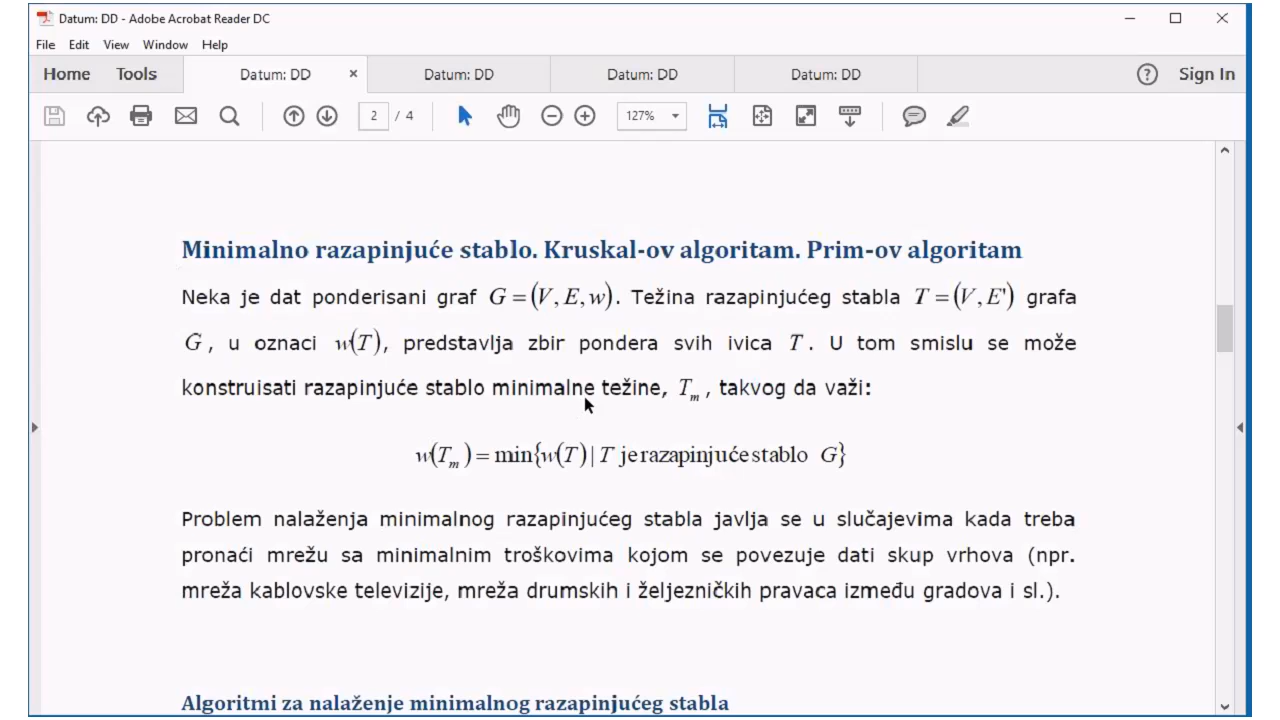 Datum: DD - Adobe Acrobat Reader DC
File Edit View Window Help
Home Tools Datum: DD × Datum: DD Datum: DD Datum: DD ? Sign In
2 / 4 127%
Minimalno razapinjuće stablo. Kruskal-ov algoritam. Prim-ov algoritam
Neka je dat ponderisani graf G = (V, E, w). Težina razapinjućeg stabla T = (V, E') grafa
G, u oznaci w(T), predstavlja zbir pondera svih ivica T. U tom smislu se može
konstruisati razapinjuće stablo minimalne težine, Tₘ, takvog da važi:
w(Tₘ) = min{w(T) | T je razapinjuće stablo G}
Problem nalaženja minimalnog razapinjućeg stabla javlja se u slučajevima kada treba
pronaći mrežu sa minimalnim troškovima kojom se povezuje dati skup vrhova (npr.
mreža kablovske televizije, mreža drumskih i željezničkih pravaca između gradova i sl.).
Algoritmi za nalaženje minimalnog razapinjućeg stabla